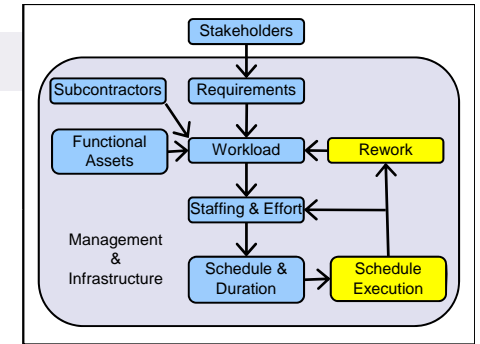 Stakeholders
Subcontractors
Requirements
Functional
Assets
Workload
Rework
Staffing & Effort
Management
&
Infrastructure
Schedule &
Duration
Schedule
Execution